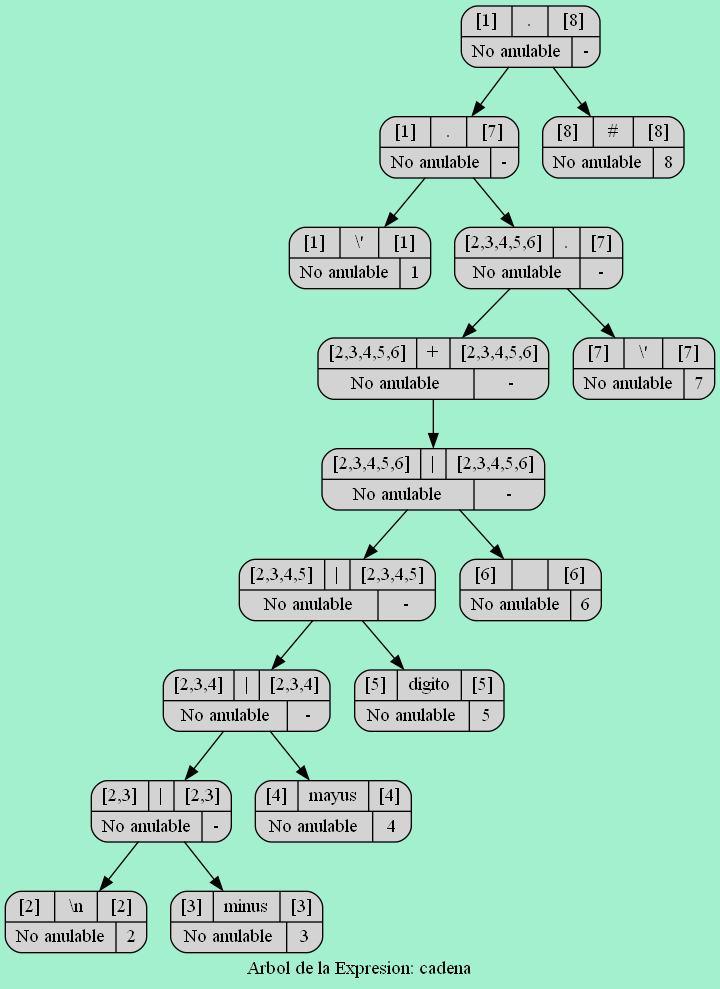 [1] . [8]
No anulable -
[1] . [7]
No anulable -
[8] # [8]
No anulable 8
[1] \' [1]
No anulable 1
[2,3,4,5,6] . [7]
No anulable -
[2,3,4,5,6] + [2,3,4,5,6]
No anulable -
[7] \' [7]
No anulable 7
[2,3,4,5,6] | [2,3,4,5,6]
No anulable -
[2,3,4,5] | [2,3,4,5]
No anulable -
[6] [6]
No anulable 6
[2,3,4] | [2,3,4]
No anulable -
[5] digito [5]
No anulable 5
[2,3] | [2,3]
No anulable -
[4] mayus [4]
No anulable 4
[2] \n [2]
No anulable 2
[3] minus [3]
No anulable 3
Arbol de la Expresion: cadena